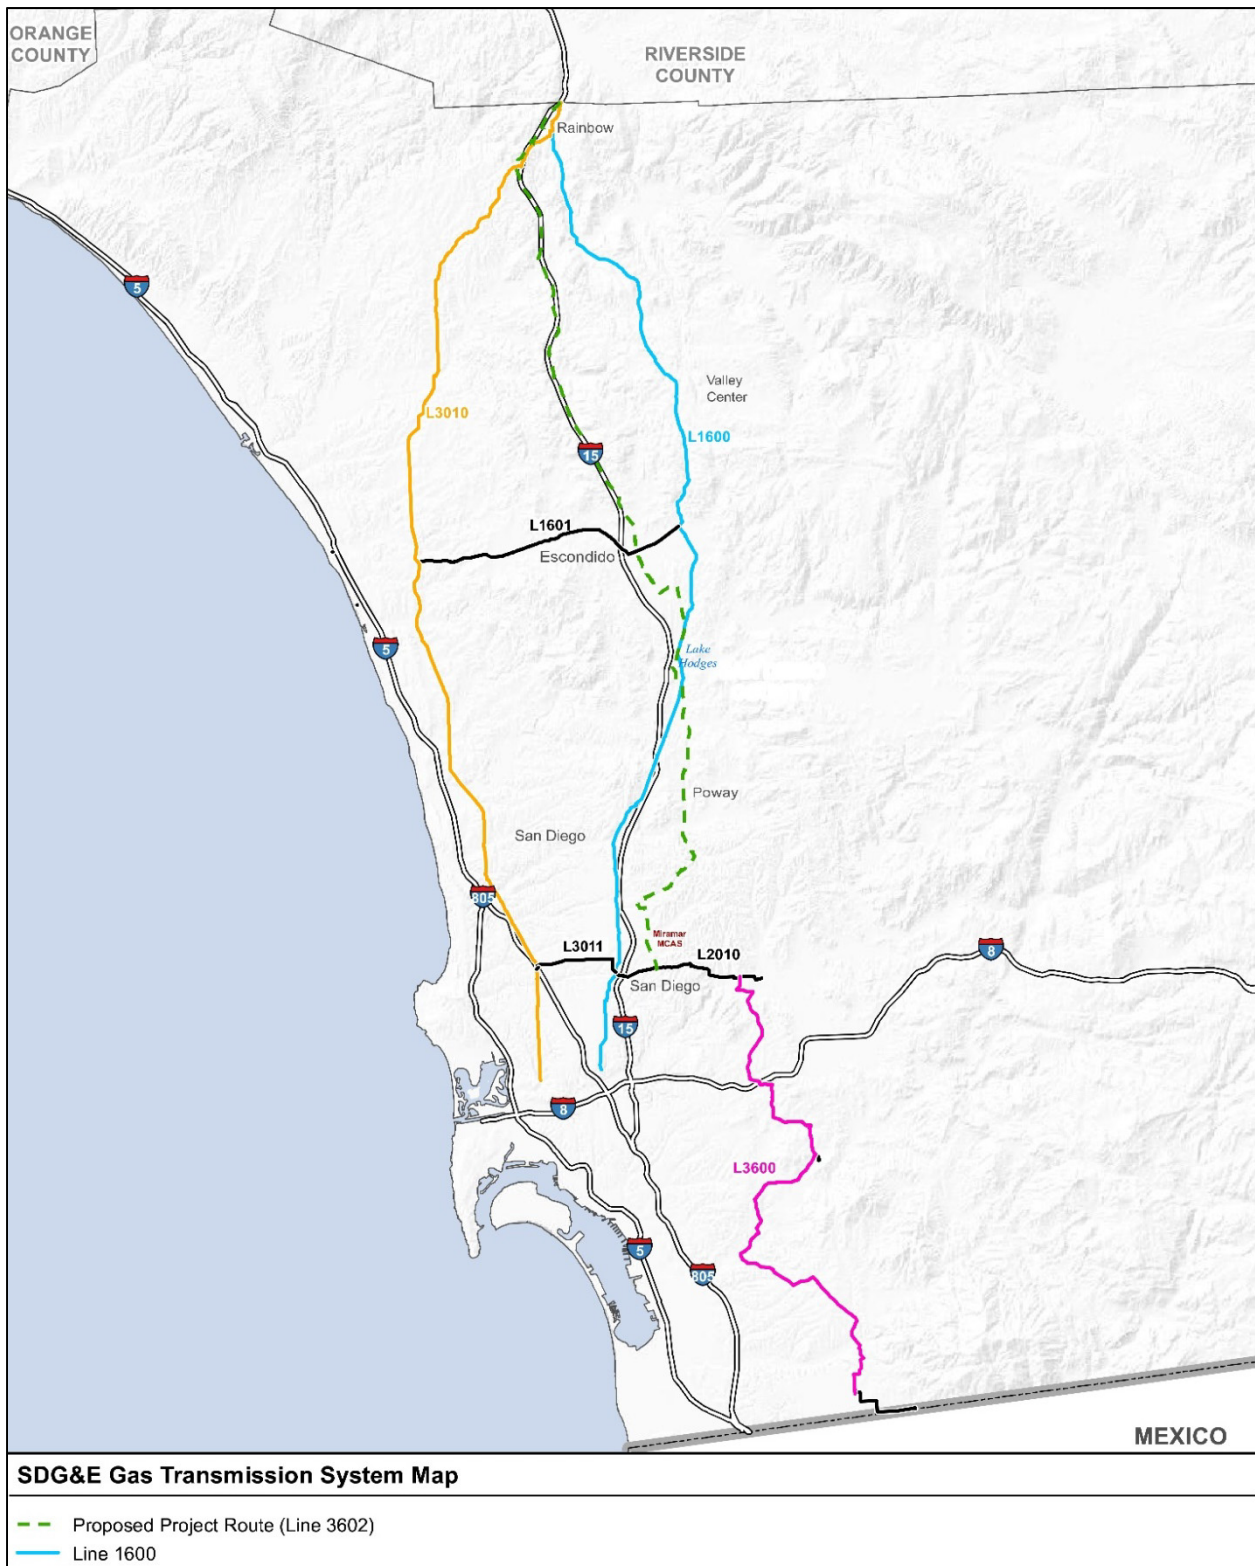 ORANGE
COUNTY
RIVERSIDE
COUNTY
Rainbow
5
Valley
Center
L3010
L1600
15
L1601
Escondido
5
Lake
Hodges
Poway
San Diego
805
Miramar
MCAS
L3011
L2010
8
San Diego
15
8
L3600
5
805
MEXICO
SDG&E Gas Transmission System Map
Proposed Project Route (Line 3602)
Line 1600